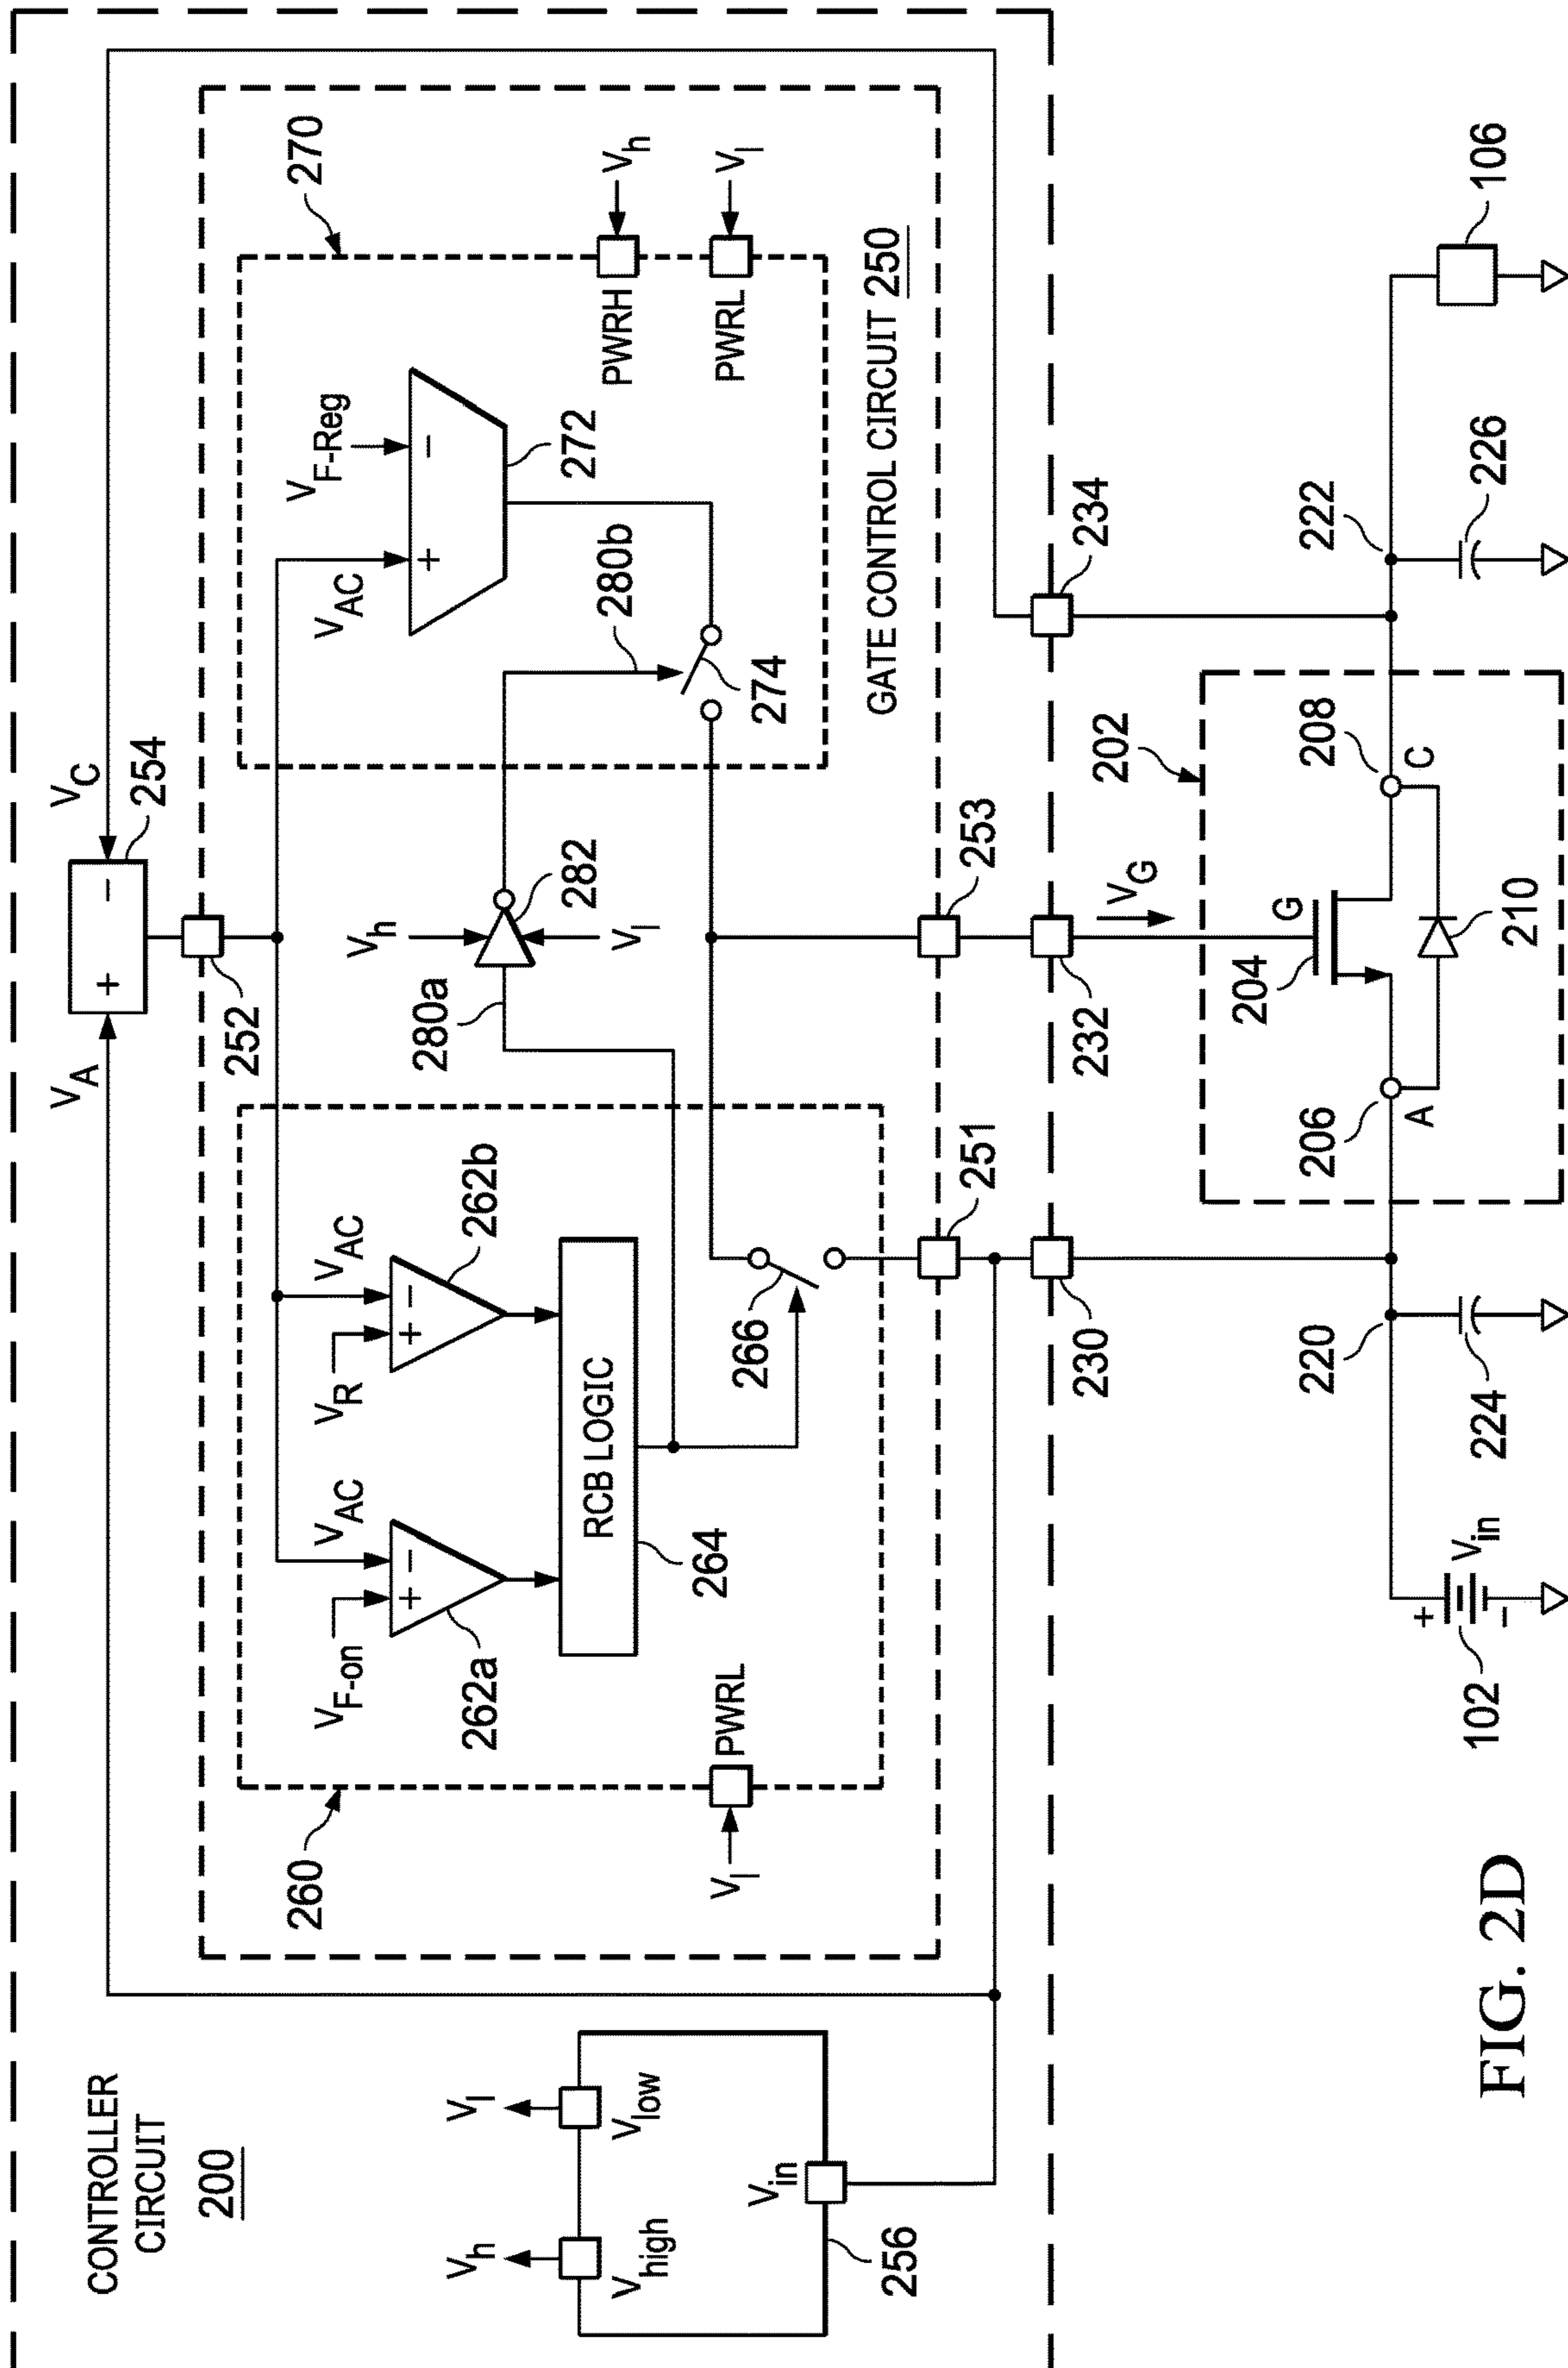 CONTROLLER
CIRCUIT
200
V_A
V_C
+
−
254
252
V_h
V_l
V_high
V_low
V_in
256
260
V_l
PWRL
V_F-on
V_AC
V_R
V_AC
+
−
+
−
262a
262b
RCB LOGIC
264
266
280a
V_h
V_l
282
280b
V_AC
V_F-Reg
+
−
272
274
270
PWRH
V_h
PWRL
V_l
GATE CONTROL CIRCUIT 250
251
253
230
232
234
V_G
202
204
G
206
A
208
C
210
220
222
224
226
102
+
−
V_in
106
FIG. 2D